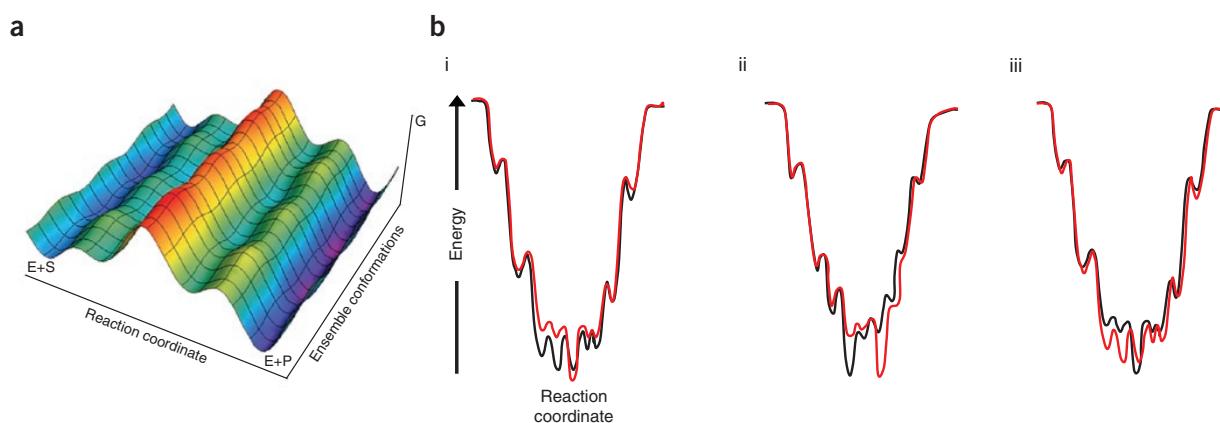 a
G
E+S
E+P
Reaction coordinate
Ensemble conformations
b
i
ii
iii
Energy
Reaction
coordinate